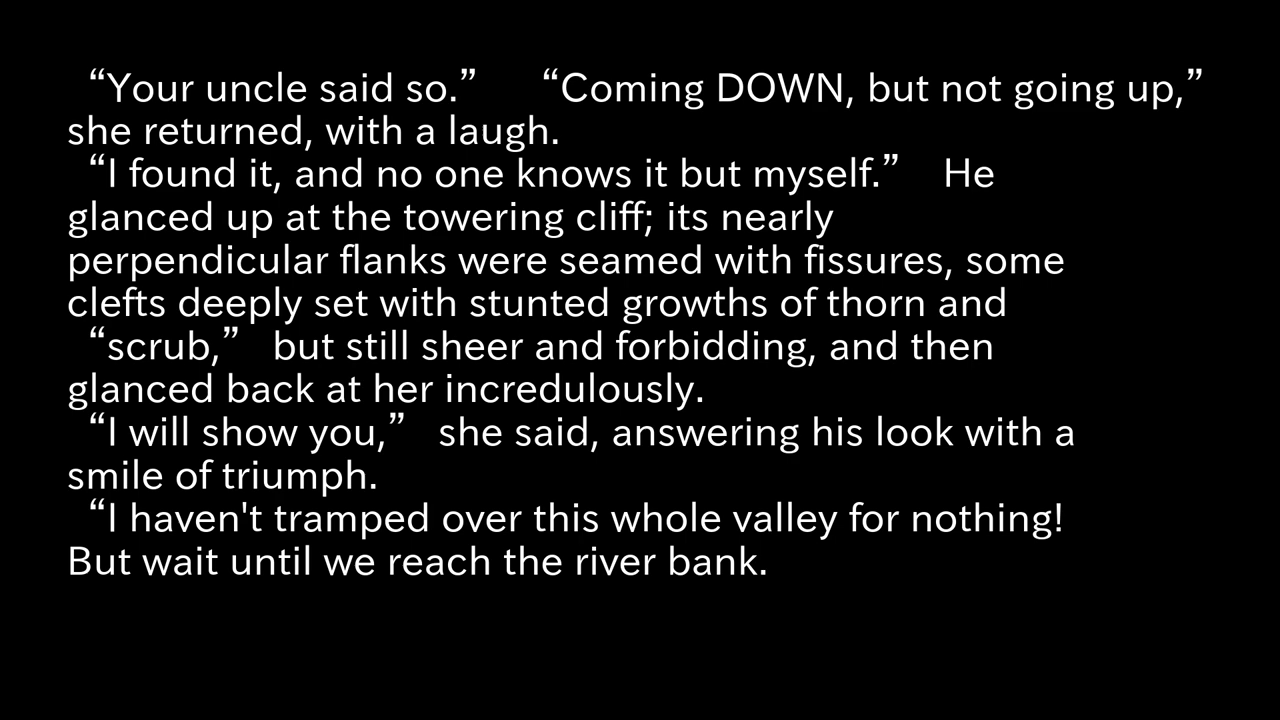 “Your uncle said so.” “Coming DOWN, but not going up,”
she returned, with a laugh.
“I found it, and no one knows it but myself.” He
glanced up at the towering cliff; its nearly
perpendicular flanks were seamed with fissures, some
clefts deeply set with stunted growths of thorn and
“scrub,” but still sheer and forbidding, and then
glanced back at her incredulously.
“I will show you,” she said, answering his look with a
smile of triumph.
“I haven't tramped over this whole valley for nothing!
But wait until we reach the river bank.